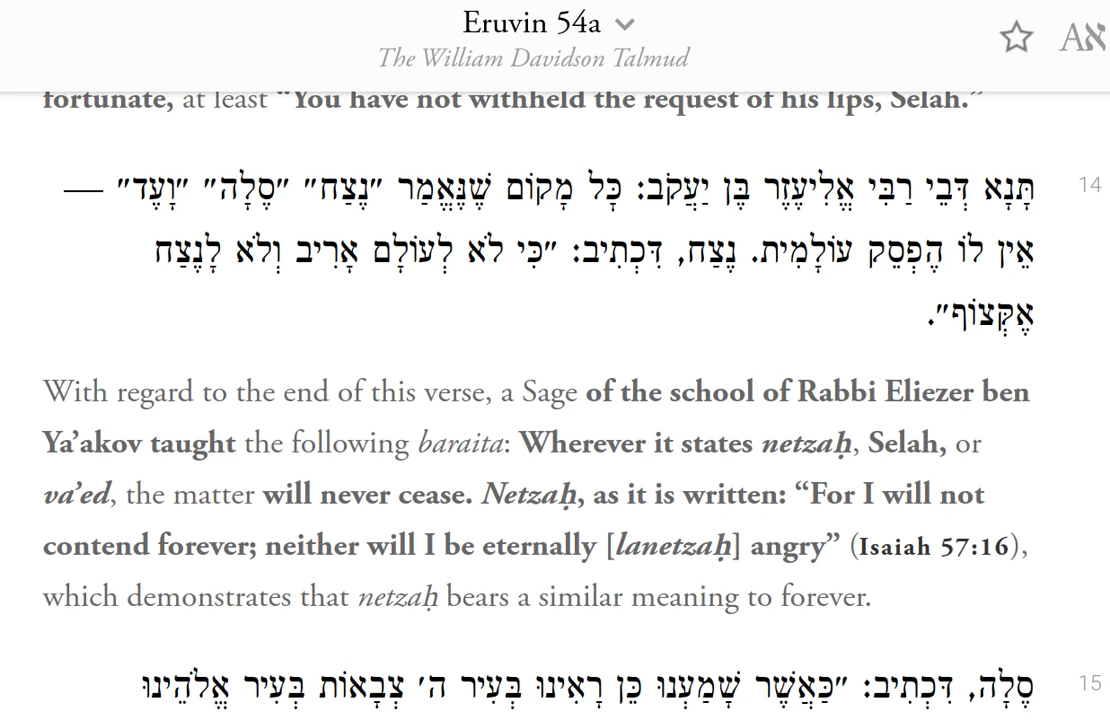 Eruvin 54a
The William Davidson Talmud
Aא
fortunate, at least “You have not withheld the request of his lips, Selah.”
תָּנָא דְּבֵי רַבִּי אֱלִיעֶזֶר בֶּן יַעֲקֹב: כׇּל מָקוֹם שֶׁנֶּאֱמַר ״נֶצַח״ ״סֶלָה״ ״וָעֶד״ —
14
אֵין לוֹ הֶפְסֵק עוֹלָמִית. נֶצַח, דִּכְתִיב: ״כִּי לֹא לְעוֹלָם אָרִיב וְלֹא לָנֶצַח
אֶקְצוֹף״.
With regard to the end of this verse, a Sage of the school of Rabbi Eliezer ben
Ya’akov taught the following baraita: Wherever it states netzaḥ, Selah, or
va’ed, the matter will never cease. Netzaḥ, as it is written: “For I will not
contend forever; neither will I be eternally [lanetzaḥ] angry” (Isaiah 57:16),
which demonstrates that netzaḥ bears a similar meaning to forever.
סֶלָה, דִּכְתִיב: ״כַּאֲשֶׁר שָׁמַעְנוּ כֵּן רָאִינוּ בְּעִיר ה׳ צְבָאוֹת בְּעִיר אֱלֹהֵינוּ
15